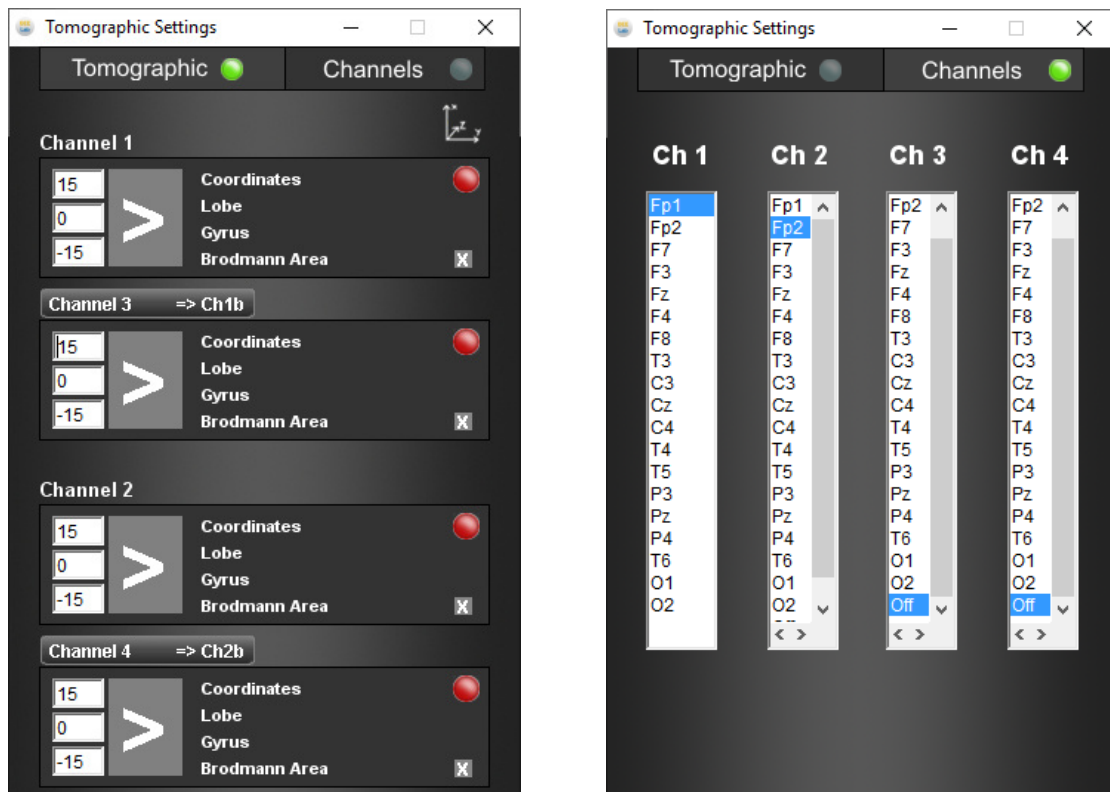 Tomographic Settings
Tomographic Channels
x z y
Channel 1
15 Coordinates
0 Lobe
Gyrus
-15 Brodmann Area X
Channel 3 => Ch1b
15 Coordinates
0 Lobe
Gyrus
-15 Brodmann Area X
Channel 2
15 Coordinates
0 Lobe
Gyrus
-15 Brodmann Area X
Channel 4 => Ch2b
15 Coordinates
0 Lobe
Gyrus
-15 Brodmann Area X
Tomographic Settings
Tomographic Channels
Ch 1 Ch 2 Ch 3 Ch 4
Fp1 Fp1 Fp2 Fp2
Fp2 Fp2 F7 F7
F7 F7 F3 F3
F3 F3 Fz Fz
Fz Fz F4 F4
F4 F4 F8 F8
F8 F8 T3 T3
T3 T3 C3 C3
C3 C3 Cz Cz
Cz Cz C4 C4
C4 C4 T4 T4
T4 T4 T5 T5
T5 T5 P3 P3
P3 P3 Pz Pz
Pz Pz P4 P4
P4 P4 T6 T6
T6 T6 O1 O1
O1 O1 O2 O2
O2 O2 Off Off